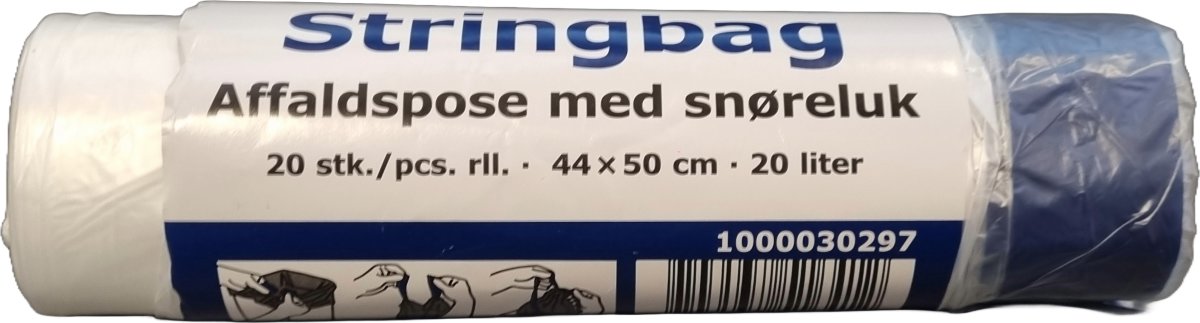 Stringbag
Affaldspose med snøreluk
20 stk./pcs. rll. · 44 × 50 cm · 20 liter
1000030297